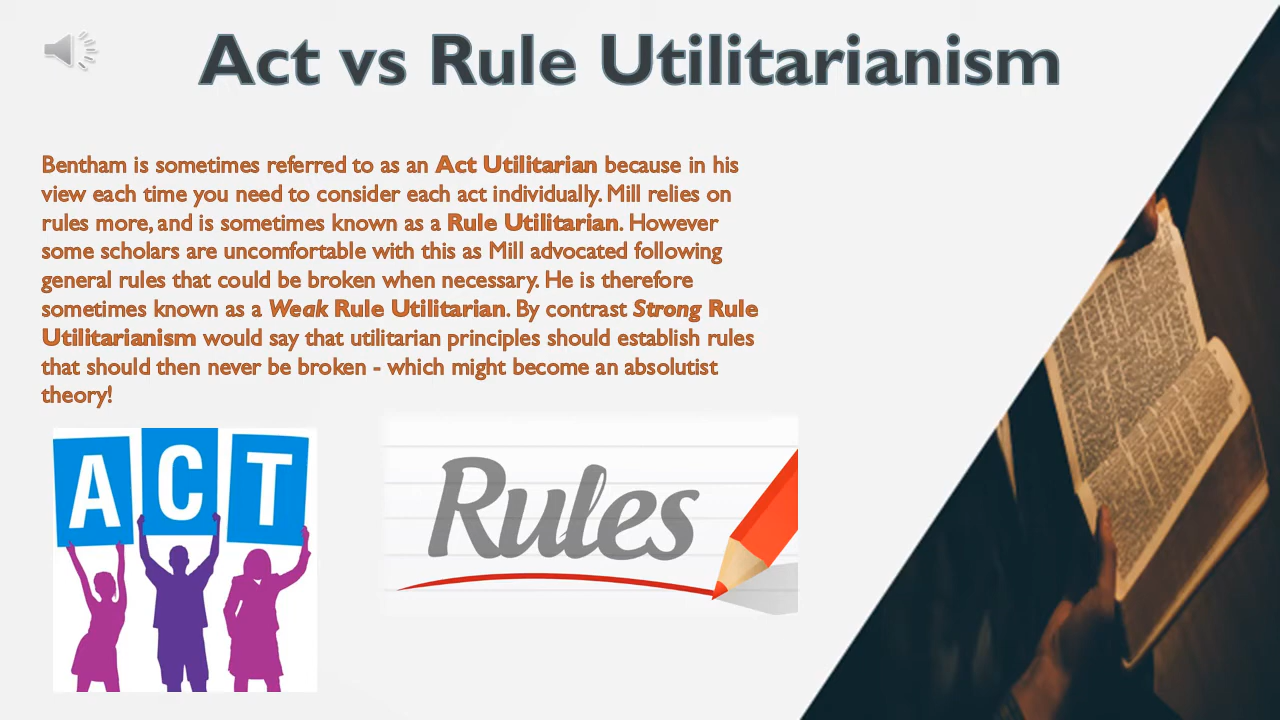 Act vs Rule Utilitarianism
Bentham is sometimes referred to as an Act Utilitarian because in his
view each time you need to consider each act individually. Mill relies on
rules more, and is sometimes known as a Rule Utilitarian. However
some scholars are uncomfortable with this as Mill advocated following
general rules that could be broken when necessary. He is therefore
sometimes known as a Weak Rule Utilitarian. By contrast Strong Rule
Utilitarianism would say that utilitarian principles should establish rules
that should then never be broken - which might become an absolutist
theory!
ACT
Rules